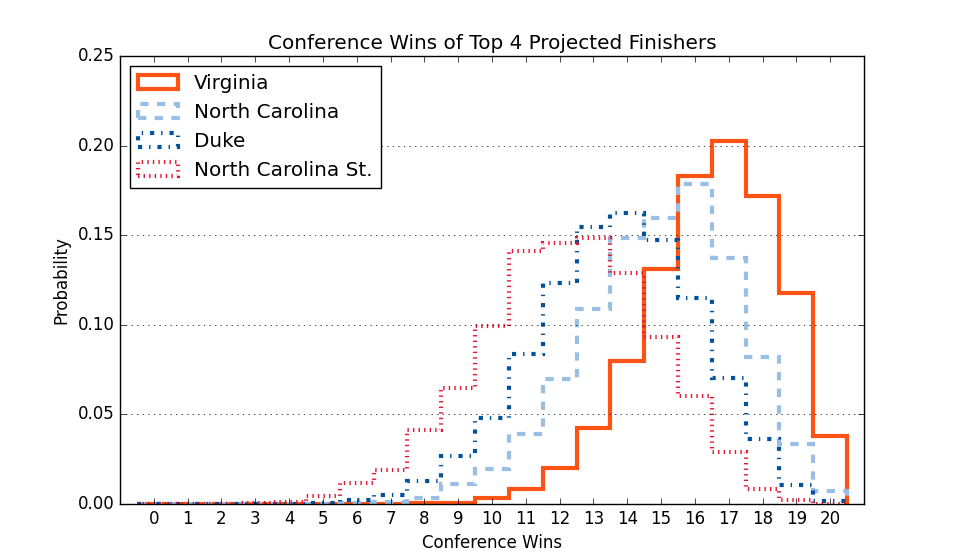 Conference Wins of Top 4 Projected Finishers
0.25
0.20
0.15
0.10
0.05
0.00
Probability
Virginia
North Carolina
Duke
North Carolina St.
0 1 2 3 4 5 6 7 8 9 10 11 12 13 14 15 16 17 18 19 20
Conference Wins